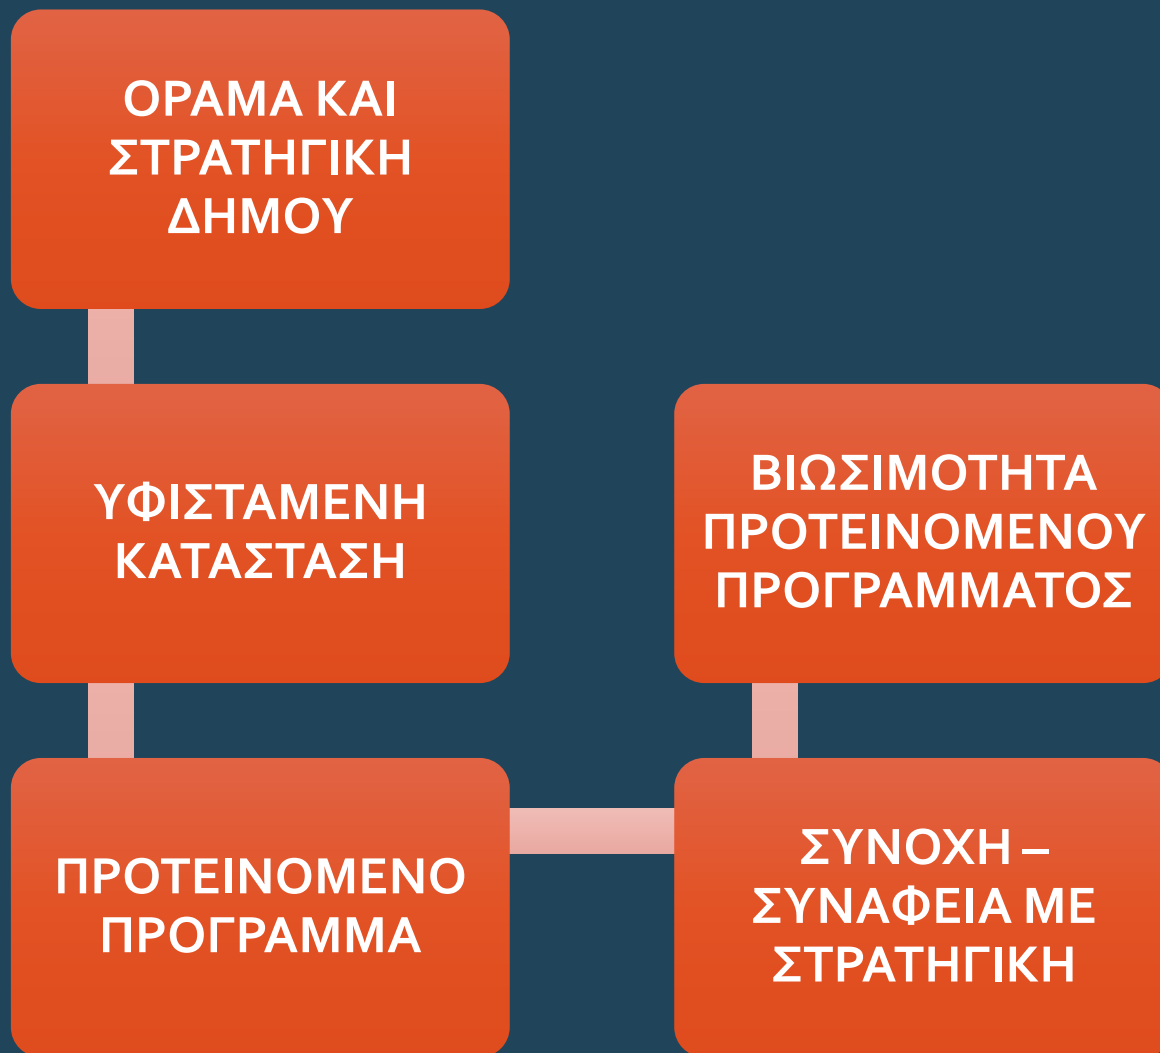 ΟΡΑΜΑ ΚΑΙ
ΣΤΡΑΤΗΓΙΚΗ
ΔΗΜΟΥ
ΥΦΙΣΤΑΜΕΝΗ
ΚΑΤΑΣΤΑΣΗ
ΠΡΟΤΕΙΝΟΜΕΝΟ
ΠΡΟΓΡΑΜΜΑ
ΣΥΝΟΧΗ –
ΣΥΝΑΦΕΙΑ ΜΕ
ΣΤΡΑΤΗΓΙΚΗ
ΒΙΩΣΙΜΟΤΗΤΑ
ΠΡΟΤΕΙΝΟΜΕΝΟΥ
ΠΡΟΓΡΑΜΜΑΤΟΣ